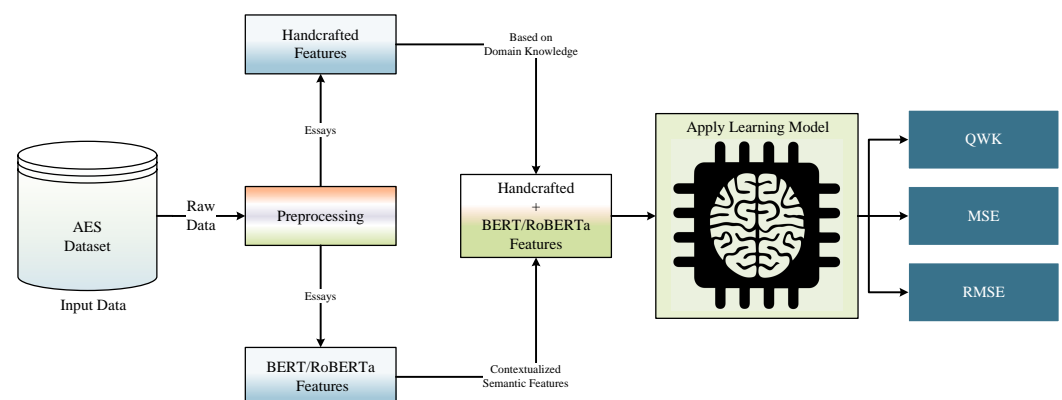 Handcrafted
Features
Based on
Domain Knowledge
Essays
Apply Learning Model
QWK
AES
Dataset
Raw
Data
Preprocessing
Handcrafted
+
BERT/RoBERTa
Features
MSE
Input Data
Essays
RMSE
BERT/RoBERTa
Features
Contextualized
Semantic Features